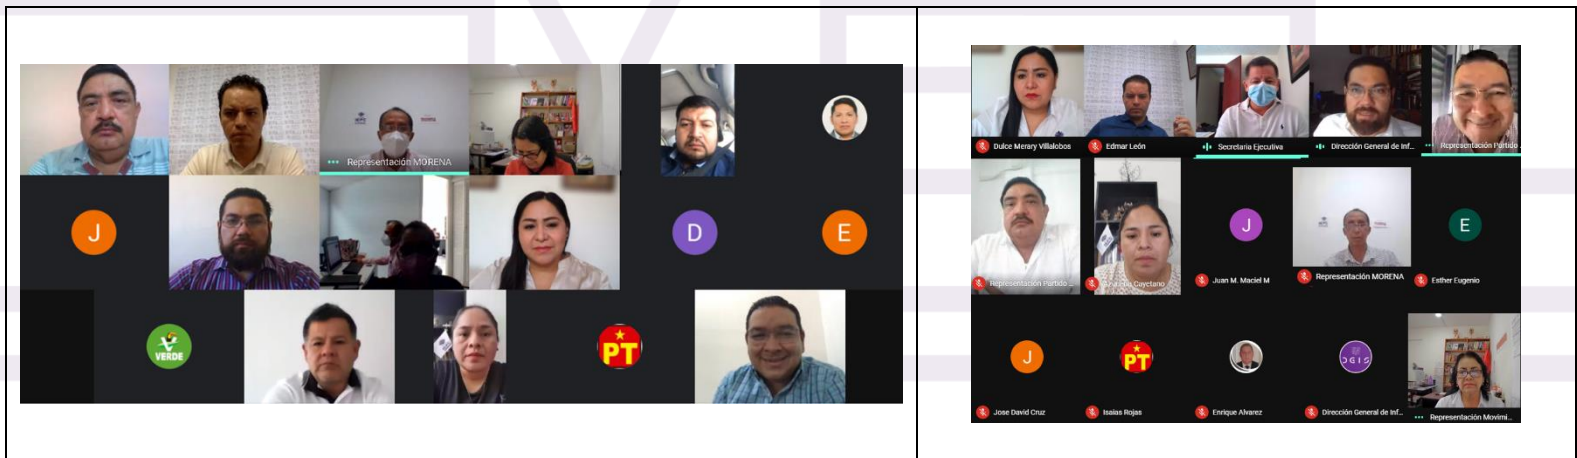 Representación MORENA
J
D
E
VERDE
PT
Dulce Merary Villalobos
Edmar León
Secretaria Ejecutiva
Dirección General de Inf...
Representación Partido ...
Representación Partido ...
Cayetano
J
Juan M. Maciel M
Representación MORENA
E
Esther Eugenio
J
Jose David Cruz
PT
Isaias Rojas
Enrique Alvarez
DGIS
Dirección General de Inf...
Representación Movimi...